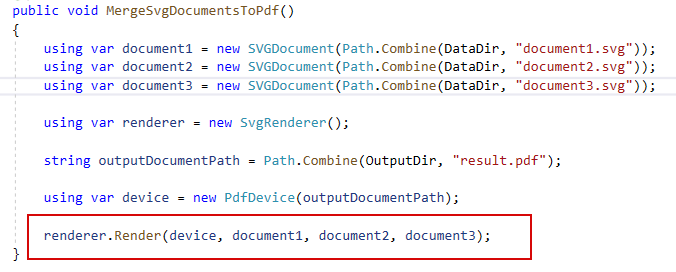 public void MergeSvgDocumentsToPdf()
{
using var document1 = new SVGDocument(Path.Combine(DataDir, "document1.svg"));
using var document2 = new SVGDocument(Path.Combine(DataDir, "document2.svg"));
using var document3 = new SVGDocument(Path.Combine(DataDir, "document3.svg"));
using var renderer = new SvgRenderer();
string outputDocumentPath = Path.Combine(OutputDir, "result.pdf");
using var device = new PdfDevice(outputDocumentPath);
renderer.Render(device, document1, document2, document3);
}